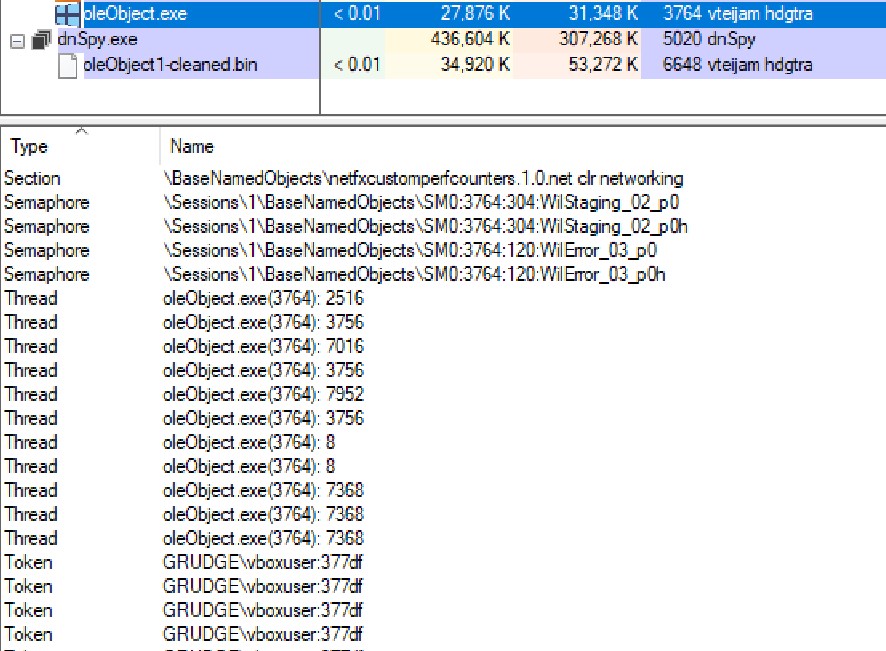 oleObject.exe < 0.01 27,876 K 31,348 K 3764 vteijam hdgtra
dnSpy.exe 436,604 K 307,268 K 5020 dnSpy
oleObject1-cleaned.bin < 0.01 34,920 K 53,272 K 6648 vteijam hdgtra
Type Name
Section \BaseNamedObjects\netfxcustomperfcounters.1.0.net clr networking
Semaphore \Sessions\1\BaseNamedObjects\SM0:3764:304:WilStaging_02_p0
Semaphore \Sessions\1\BaseNamedObjects\SM0:3764:304:WilStaging_02_p0h
Semaphore \Sessions\1\BaseNamedObjects\SM0:3764:120:WilError_03_p0
Semaphore \Sessions\1\BaseNamedObjects\SM0:3764:120:WilError_03_p0h
Thread oleObject.exe(3764): 2516
Thread oleObject.exe(3764): 3756
Thread oleObject.exe(3764): 7016
Thread oleObject.exe(3764): 3756
Thread oleObject.exe(3764): 7952
Thread oleObject.exe(3764): 3756
Thread oleObject.exe(3764): 8
Thread oleObject.exe(3764): 8
Thread oleObject.exe(3764): 7368
Thread oleObject.exe(3764): 7368
Thread oleObject.exe(3764): 7368
Token GRUDGE\vboxuser:377df
Token GRUDGE\vboxuser:377df
Token GRUDGE\vboxuser:377df
Token GRUDGE\vboxuser:377df